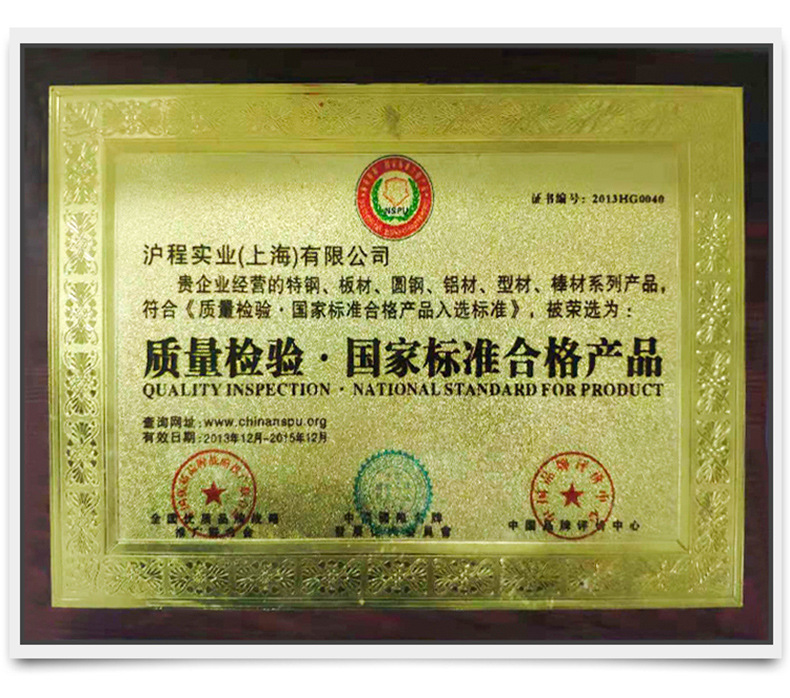 NSPU
证书编号：2013HG0040
沪程实业(上海)有限公司
贵企业经营的特钢、板材、圆钢、铝材、型材、棒材系列产品，
符合《质量检验·国家标准合格产品入选标准》，被荣选为：
质量检验·国家标准合格产品
QUALITY INSPECTION · NATIONAL STANDARD FOR PRODUCT
查询网址：www.chinanspu.org
有效日期：2013年12月-2015年12月
中国品牌评价中心